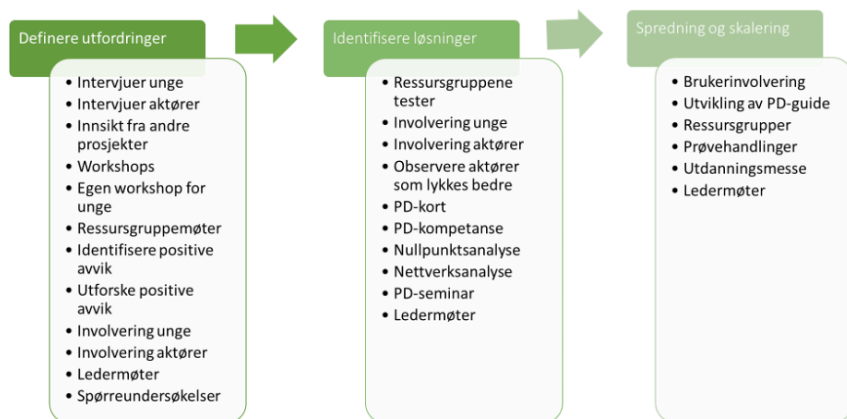 Definere utfordringer
• Intervjuer unge
• Intervjuer aktører
• Innsikt fra andre
prosjekter
• Workshops
• Egen workshop for
unge
• Ressursgruppemøter
• Identifisere positive
avvik
• Utforske positive
avvik
• Involvering unge
• Involvering aktører
• Ledermøter
• Spørreundersøkelser
Identifisere løsninger
• Ressursgruppene
tester
• Involvering unge
• Involvering aktører
• Observere aktører
som lykkes bedre
• PD-kort
• PD-kompetanse
• Nullpunktsanalyse
• Nettverksanalyse
• PD-seminar
• Ledermøter
Spredning og skalering
• Brukerinvolvering
• Utvikling av PD-guide
• Ressursgrupper
• Prøvehandlinger
• Utdanningsmesse
• Ledermøter